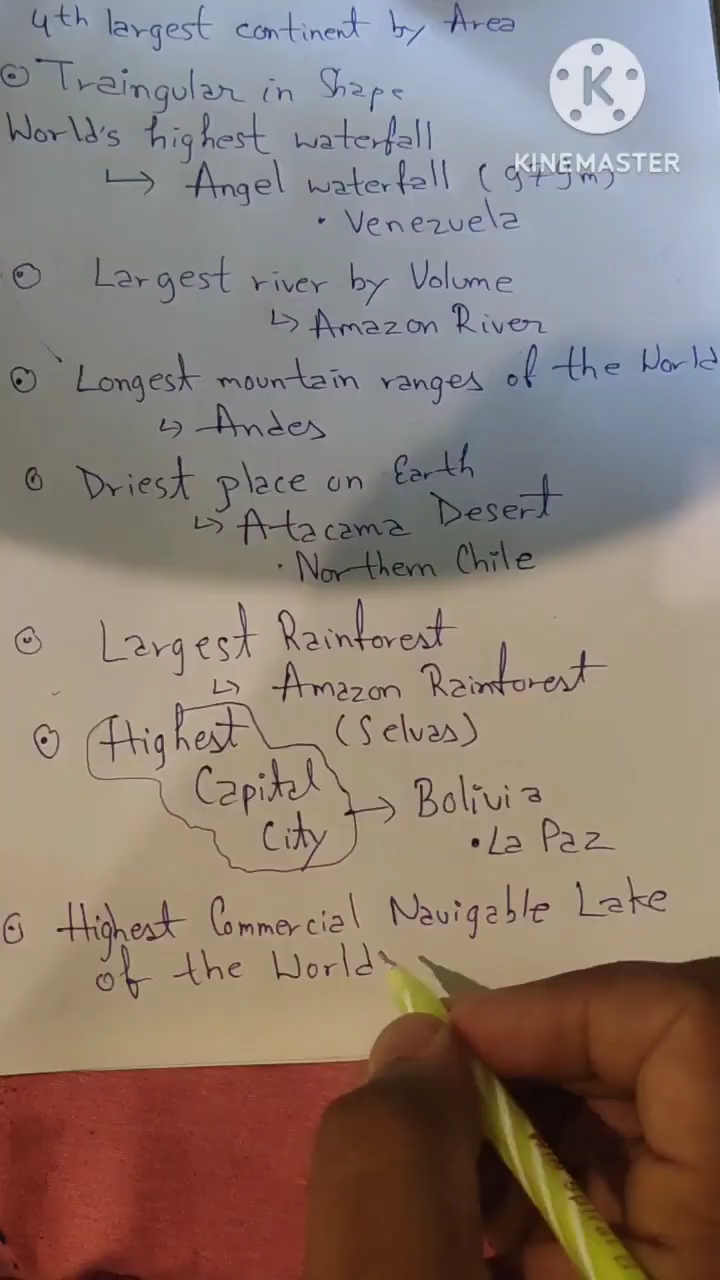 4th largest continent by Area
Traingular in Shape
K
World's highest waterfall
KINEMASTER
↳ Angel waterfall (979m)
• Venezuela
Largest river by Volume
↳ Amazon River
Longest mountain ranges of the World
↳ Andes
Driest place on Earth
↳ Atacama Desert
• Northern Chile
Largest Rainforest
↳ Amazon Rainforest
(Selvas)
Highest
Capital
City → Bolivia
• La Paz
Highest Commercial Navigable Lake
of the World